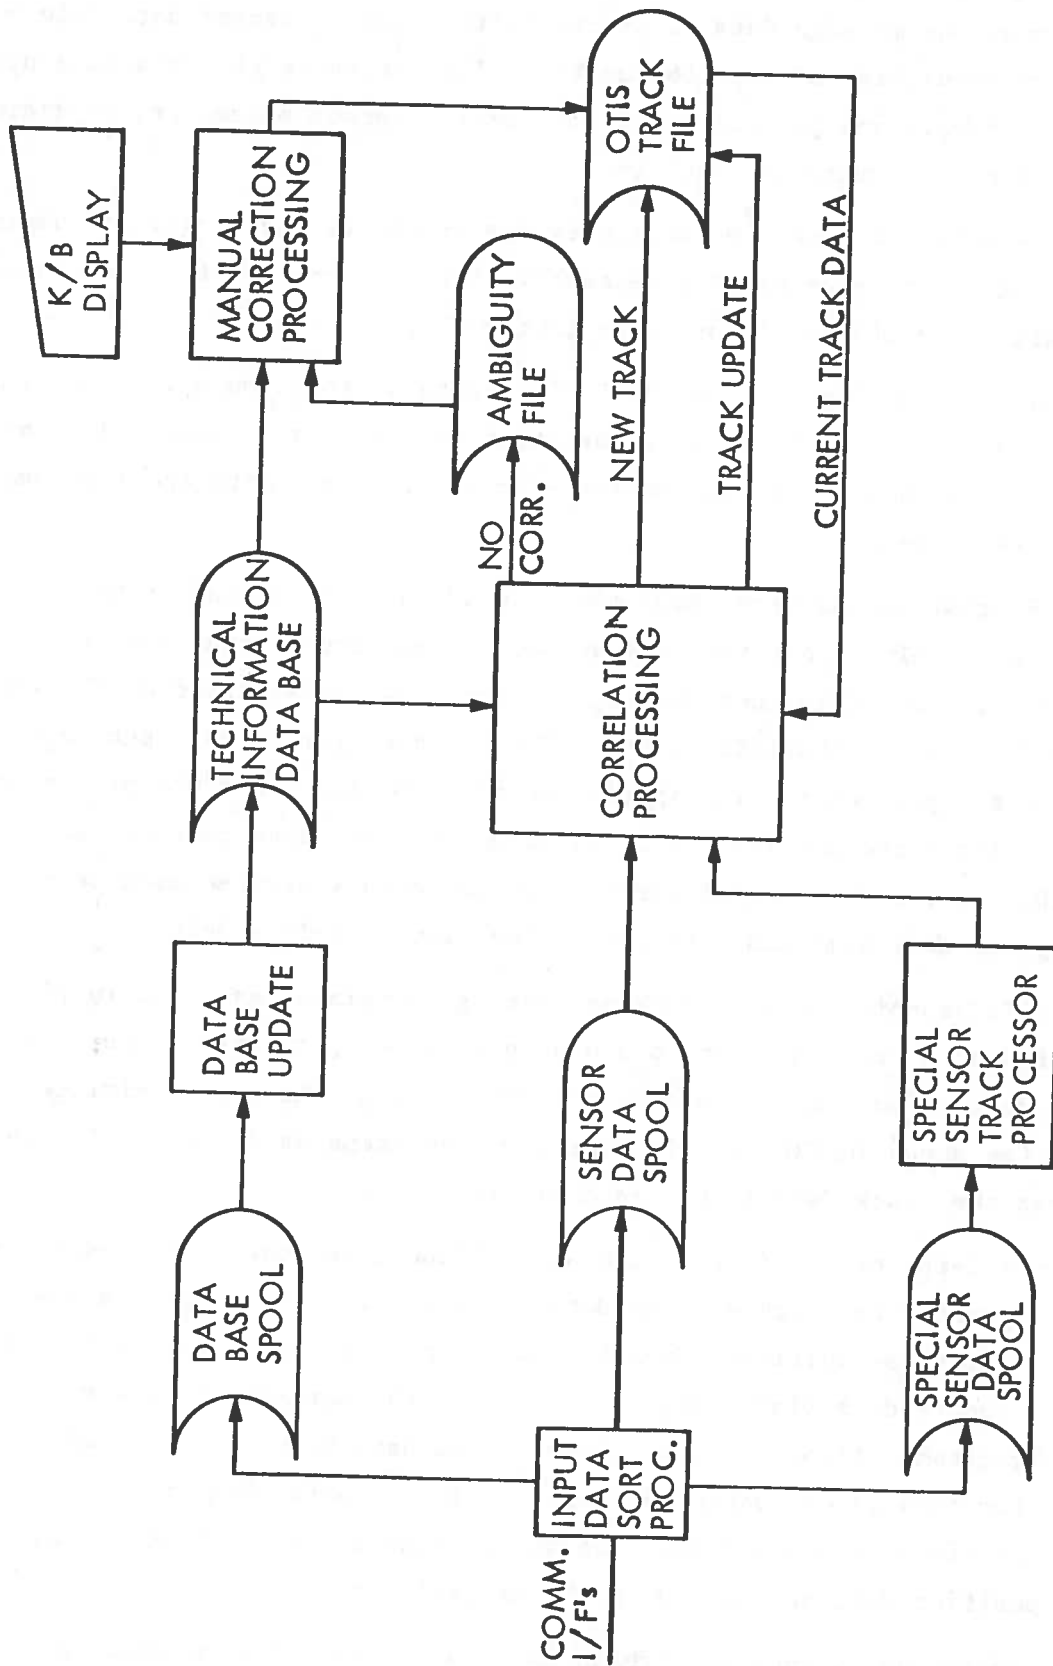 COMM.
I/F's
INPUT
DATA
SORT
PROC.
DATA
BASE
SPOOL
DATA
BASE
UPDATE
TECHNICAL
INFORMATION
DATA BASE
K/B
DISPLAY
MANUAL
CORRECTION
PROCESSING
SENSOR
DATA
SPOOL
CORRELATION
PROCESSING
NO
CORR.
AMBIGUITY
FILE
NEW TRACK
TRACK UPDATE
CURRENT TRACK DATA
OTIS
TRACK
FILE
SPECIAL
SENSOR
DATA
SPOOL
SPECIAL
SENSOR
TRACK
PROCESSOR